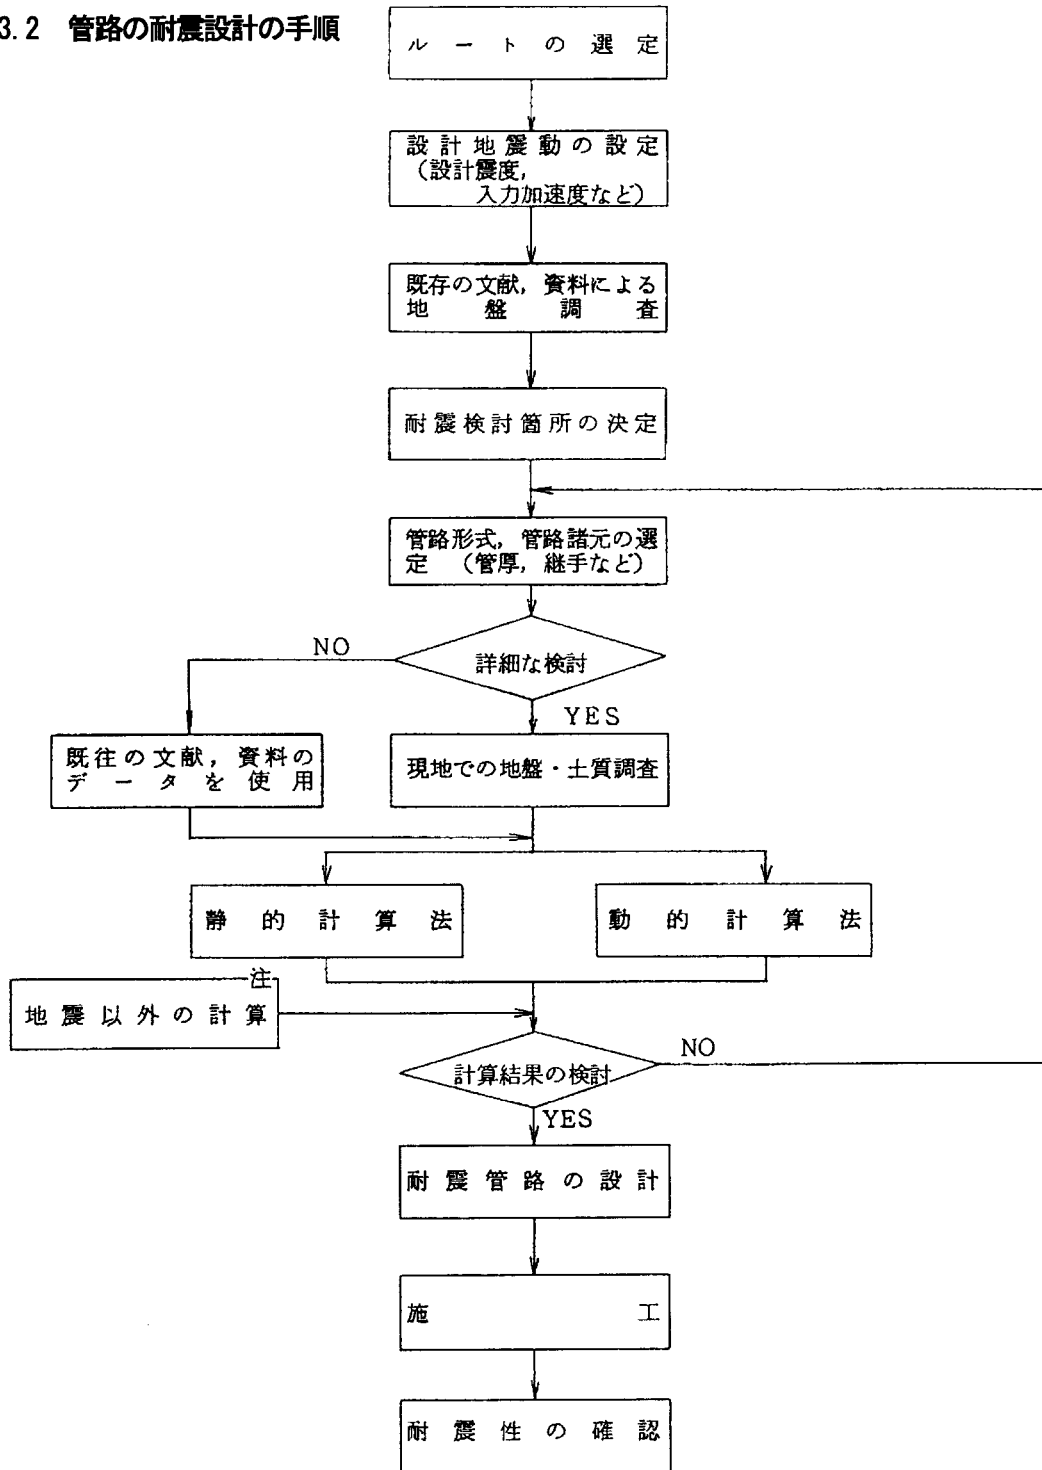 3.2 管路の耐震設計の手順
ルートの選定
設計地震動の設定
(設計震度,
入力加速度など)
既存の文献, 資料による
地盤調査
耐震検討箇所の決定
管路形式, 管路諸元の選
定 (管厚, 継手など)
NO
詳細な検討
YES
既往の文献, 資料の
データを使用
現地での地盤・土質調査
静的計算法
動的計算法
注
地震以外の計算
NO
計算結果の検討
YES
耐震管路の設計
施工
耐震性の確認